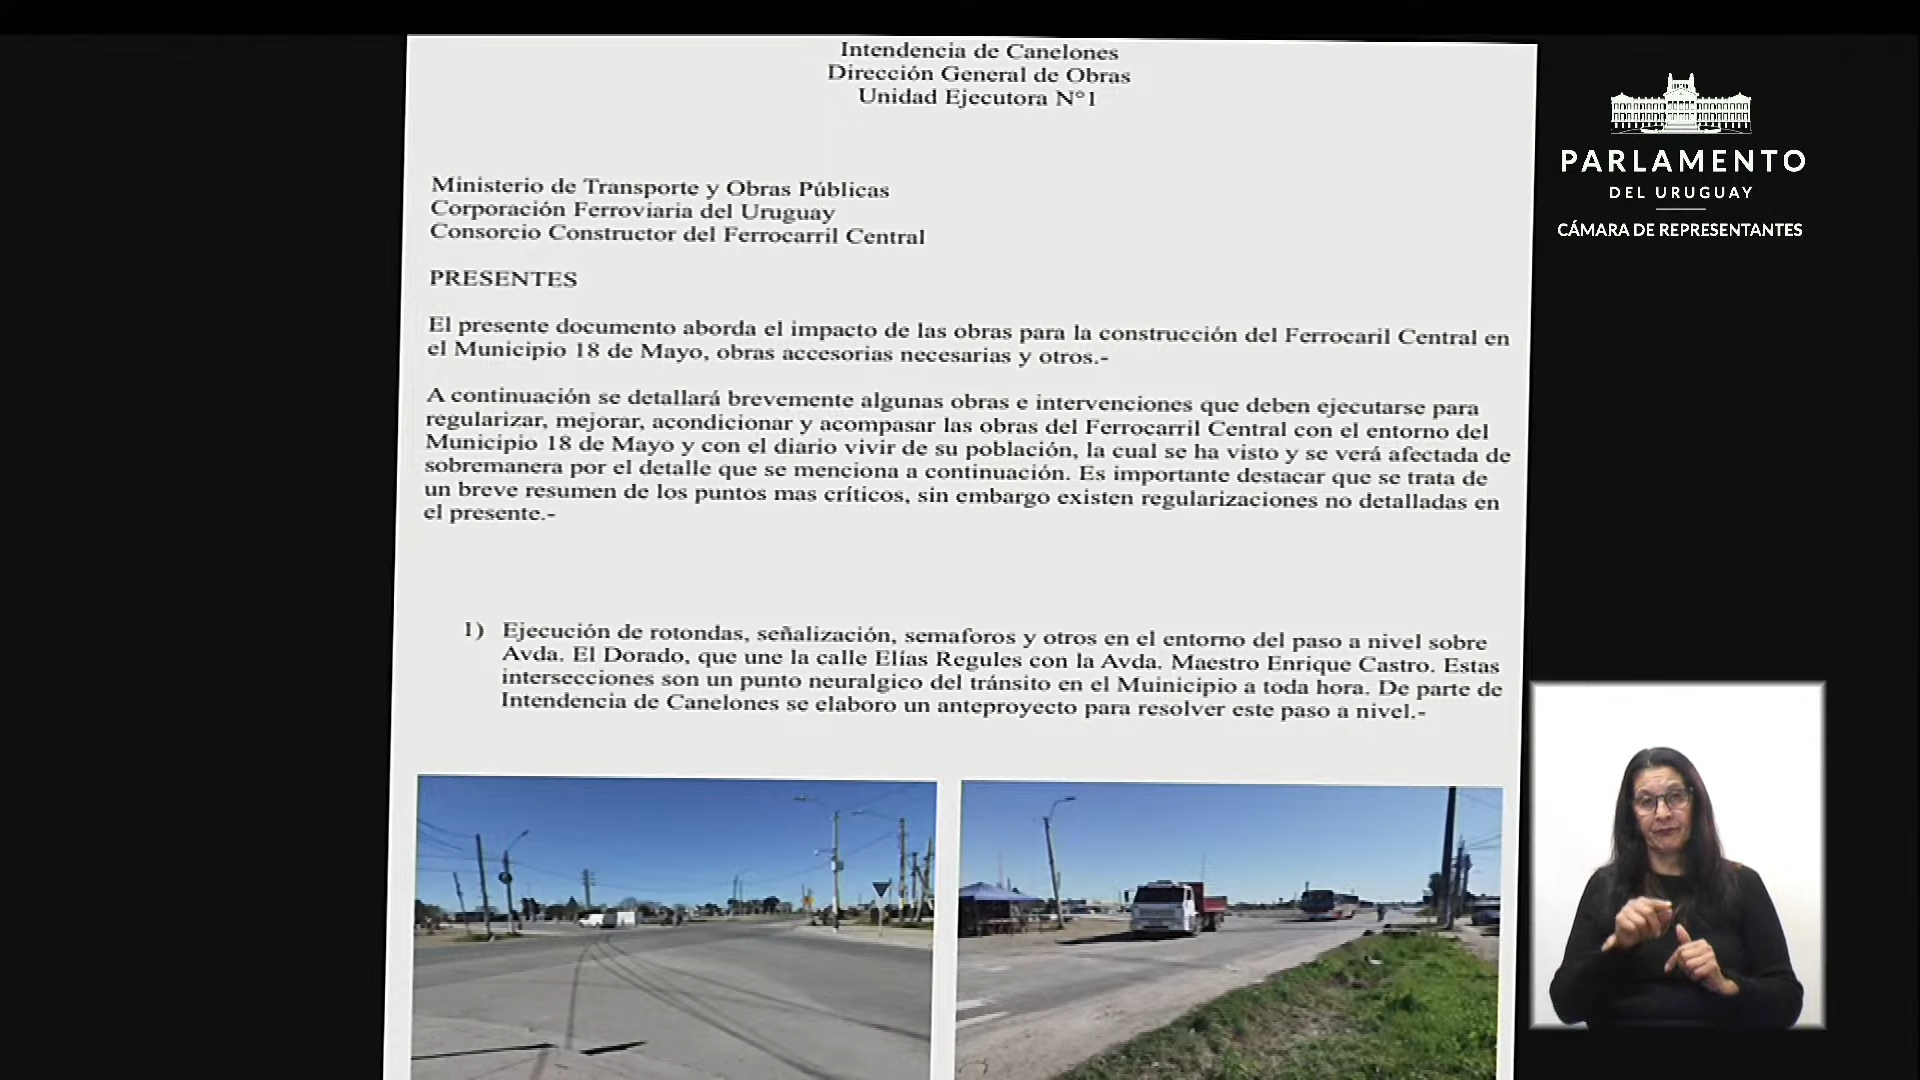 Intendencia de Canelones
Dirección General de Obras
Unidad Ejecutora N°1
Ministerio de Transporte y Obras Públicas
Corporación Ferroviaria del Uruguay
Consorcio Constructor del Ferrocarril Central
PRESENTES
El presente documento aborda el impacto de las obras para la construcción del Ferrocaril Central en
el Municipio 18 de Mayo, obras accesorias necesarias y otros.-
A continuación se detallará brevemente algunas obras e intervenciones que deben ejecutarse para
regularizar, mejorar, acondicionar y acompasar las obras del Ferrocarril Central con el entorno del
Municipio 18 de Mayo y con el diario vivir de su población, la cual se ha visto y se verá afectada de
sobremanera por el detalle que se menciona a continuación. Es importante destacar que se trata de
un breve resumen de los puntos mas críticos, sin embargo existen regularizaciones no detalladas en
el presente.-
1) Ejecución de rotondas, señalización, semaforos y otros en el entorno del paso a nivel sobre
Avda. El Dorado, que une la calle Elías Regules con la Avda. Maestro Enrique Castro. Estas
intersecciones son un punto neuralgico del tránsito en el Muinicipio a toda hora. De parte de
Intendencia de Canelones se elaboro un anteproyecto para resolver este paso a nivel.-
PARLAMENTO
DEL URUGUAY
CÁMARA DE REPRESENTANTES